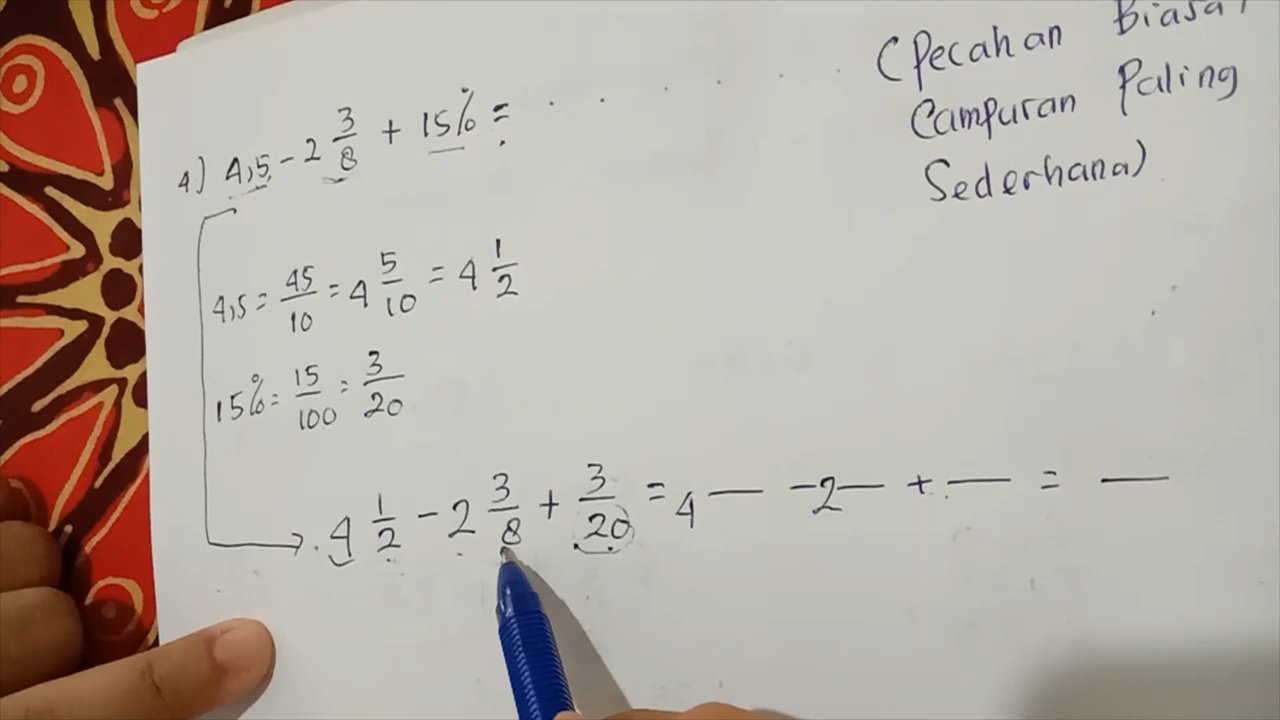 4) 4,5 - 2 3/8 + 15% = . . . . .
(Pecahan Biasa,
Campuran Paling
Sederhana)
4,5 = 45/10 = 4 5/10 = 4 1/2
15% = 15/100 = 3/20
4 1/2 - 2 3/8 + 3/20 = 4 — - 2 — + — = —